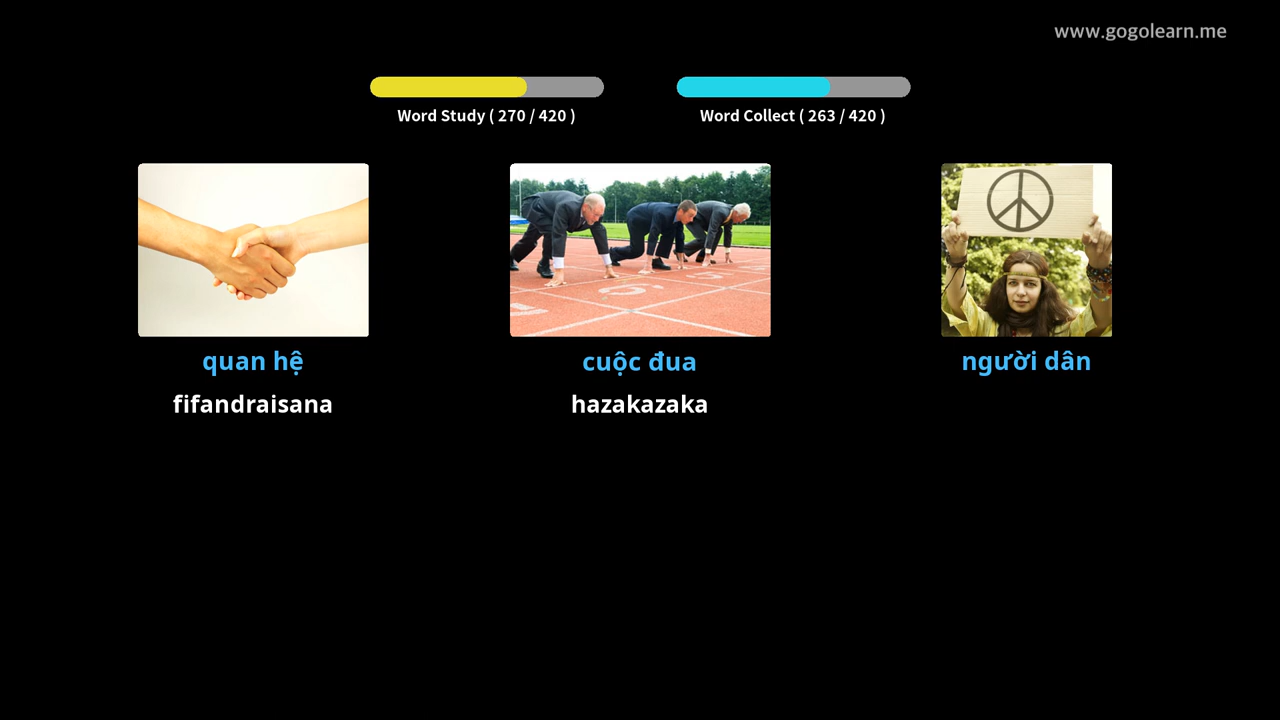 www.gogolearn.me
Word Study ( 270 / 420 )
Word Collect ( 263 / 420 )
quan hệ
cuộc đua
người dân
fifandraisana
hazakazaka